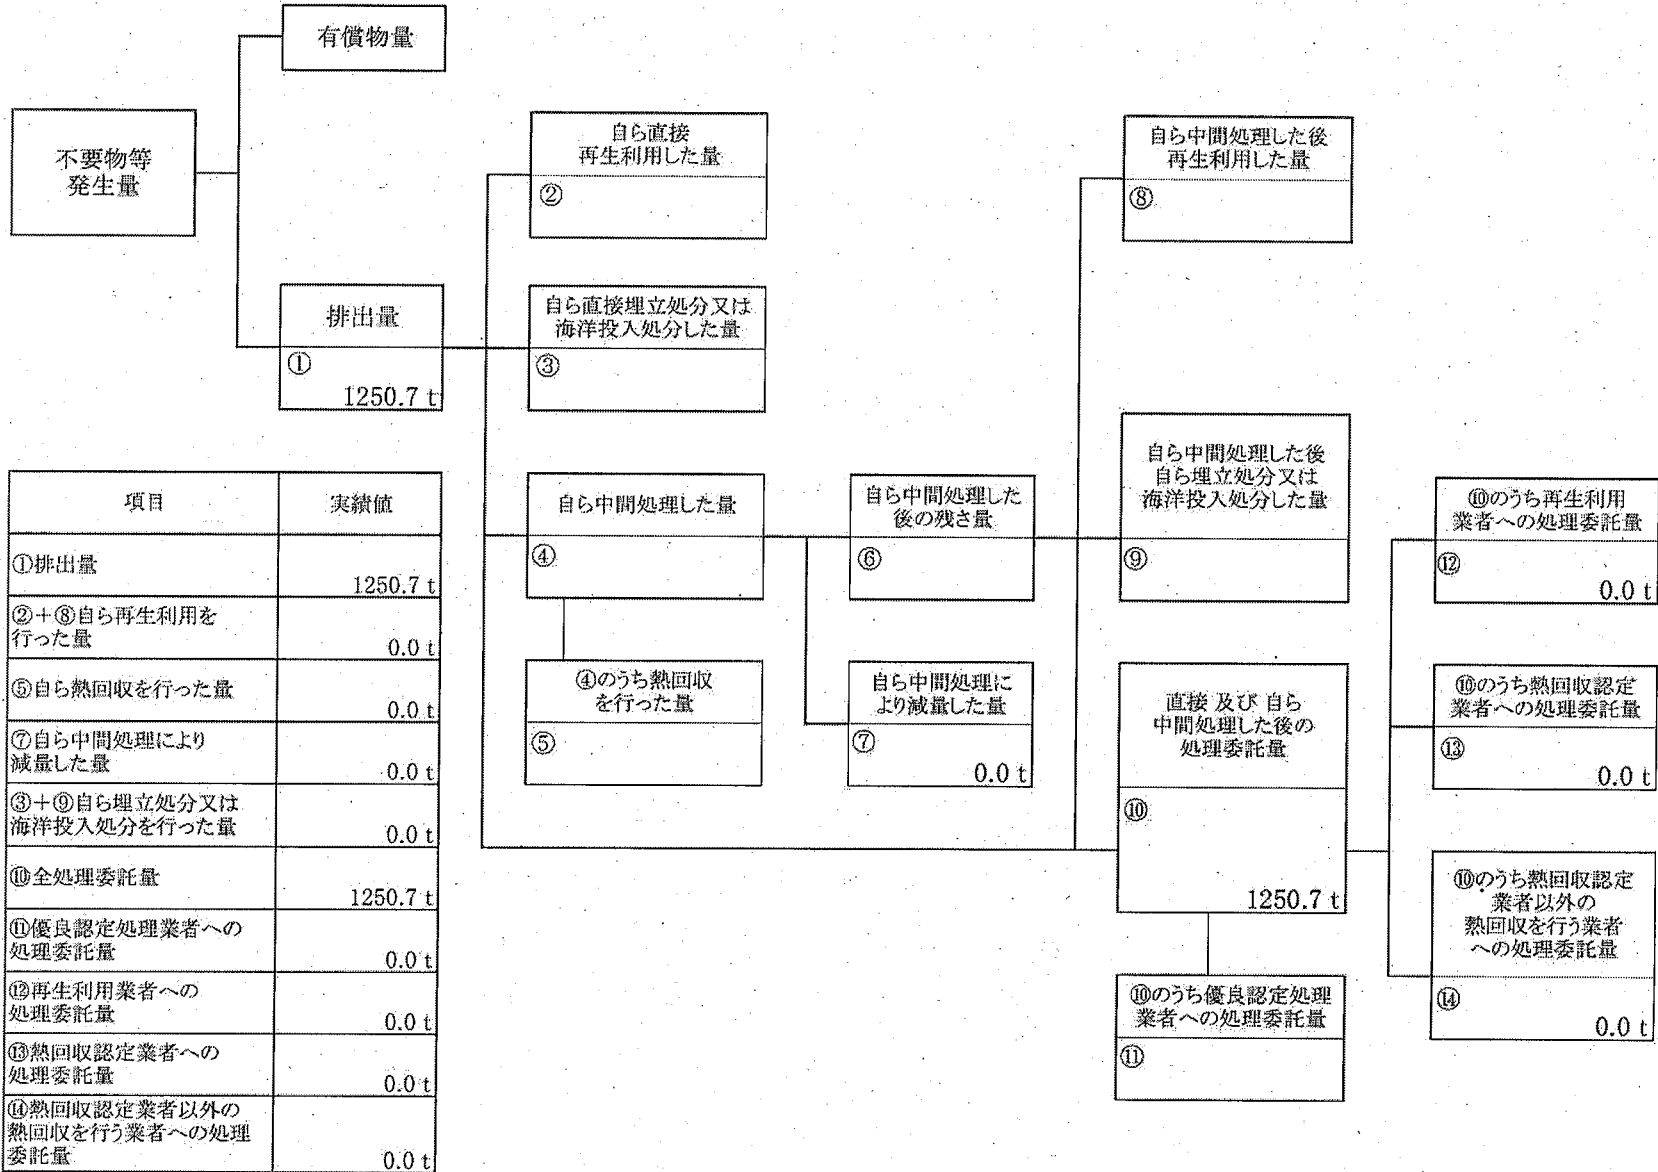 有償物量
不要物等
発生量
排出量
①
1250.7 t
自ら直接
再生利用した量
②
自ら直接埋立処分又は
海洋投入処分した量
③
自ら中間処理した量
④
④のうち熱回収
を行った量
⑤
自ら中間処理した
後の残さ量
⑥
自ら中間処理に
より減量した量
⑦
0.0 t
自ら中間処理した後
再生利用した量
⑧
自ら中間処理した後
自ら埋立処分又は
海洋投入処分した量
⑨
直接 及び 自ら
中間処理した後の
処理委託量
⑩
1250.7 t
⑩のうち優良認定処理
業者への処理委託量
⑪
⑩のうち再生利用
業者への処理委託量
⑫
0.0 t
⑩のうち熱回収認定
業者への処理委託量
⑬
0.0 t
⑩のうち熱回収認定
業者以外の
熱回収を行う業者
への処理委託量
⑭
0.0 t
項目 実績値
①排出量
1250.7 t
②+⑧自ら再生利用を
行った量
0.0 t
⑤自ら熱回収を行った量
0.0 t
⑦自ら中間処理により
減量した量
0.0 t
③+⑨自ら埋立処分又は
海洋投入処分を行った量
0.0 t
⑩全処理委託量
1250.7 t
⑪優良認定処理業者への
処理委託量
0.0 t
⑫再生利用業者への
処理委託量
0.0 t
⑬熱回収認定業者への
処理委託量
0.0 t
⑭熱回収認定業者以外の
熱回収を行う業者への処理
委託量
0.0 t